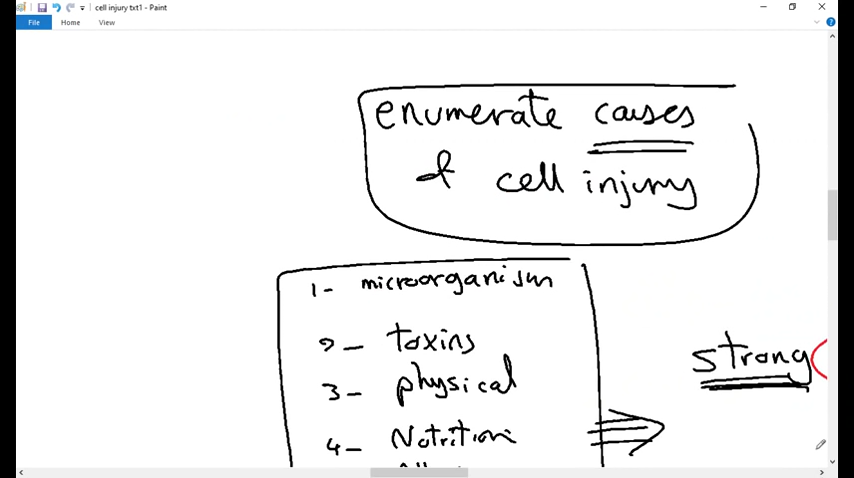 cell injury txt1 - Paint
File Home View
enumerate causes
of cell injury
1- microorganism
2- toxins
3- physical
strong
4- Nutrition